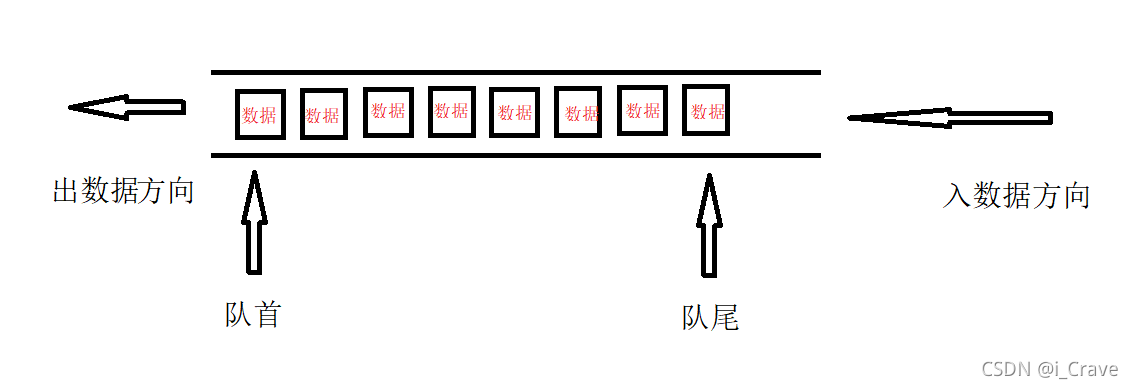 数据 数据 数据 数据 数据 数据 数据 数据
出数据方向
入数据方向
队首
队尾
CSDN @i_Crave